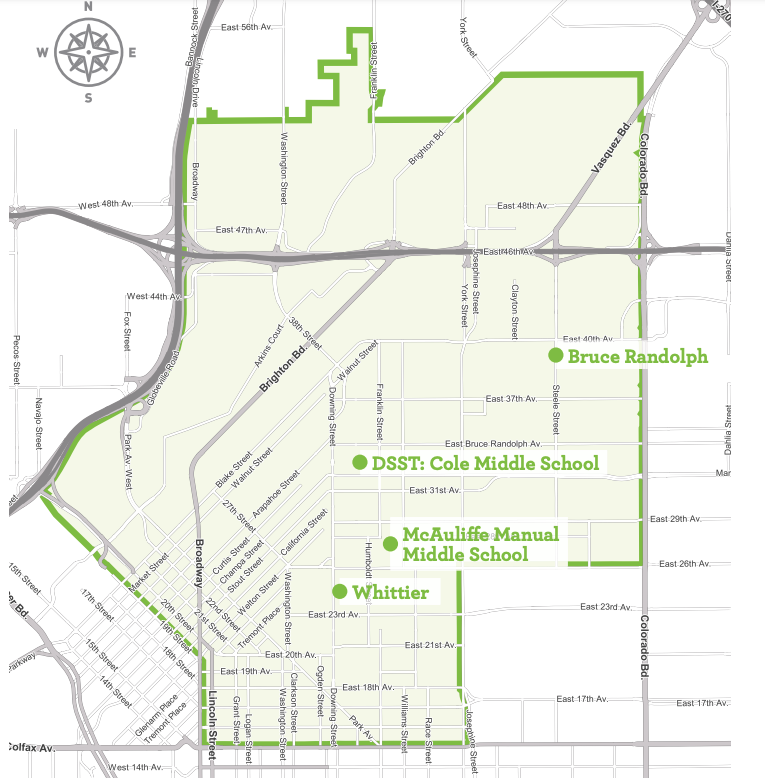 N
W
E
S
East 56th Av.
Bannock Street
Lincoln Drive
Franklin Street
York Street
I-270
Washington Street
Brighton Bd.
Vasquez Bd.
Colorado Bd.
Broadway
West 48th Av.
East 48th Av.
East 47th Av.
East 46th Av.
Josephine Street
York Street
Clayton Street
West 44th Av.
Fox Street
Pecos Street
38th Street
Arkins Court
Brighton Bd.
Walnut Street
East 40th Av.
Bruce Randolph
Globeville Road
Navajo Street
Park Av. West
Downing Street
Franklin Street
East 37th Av.
Steele Street
Dahlia Street
East Bruce Randolph Av.
DSST: Cole Middle School
Mar
Blake Street
Walnut Street
27th Street
Arapahoe Street
East 31st Av.
California Street
East 29th Av.
McAuliffe Manual
Middle School
Broadway
Curtis Street
Champa Street
Stout Street
Humboldt
East 26th Av.
Market Street
Welton Street
Washington Street
Whittier
15th Street
17th Street
20th Street
19th Street
18th Street
22nd Street
21st Street
Tremont Place
East 23rd Av.
East 23rd Av.
er Bd.
Parkway
15th Street
14th Street
East 21st Av.
East 20th Av.
East 19th Av.
East 18th Av.
Colorado Bd.
East 17th Av.
East 17th Av.
Glenarm Place
Tremont Place
Lincoln Street
Grant Street
Logan Street
Washington Street
Clarkson Street
Ogden Street
Downing Street
Park Av.
Williams Street
Race Street
Josephine Street
Colfax Av.
West 14th Av.